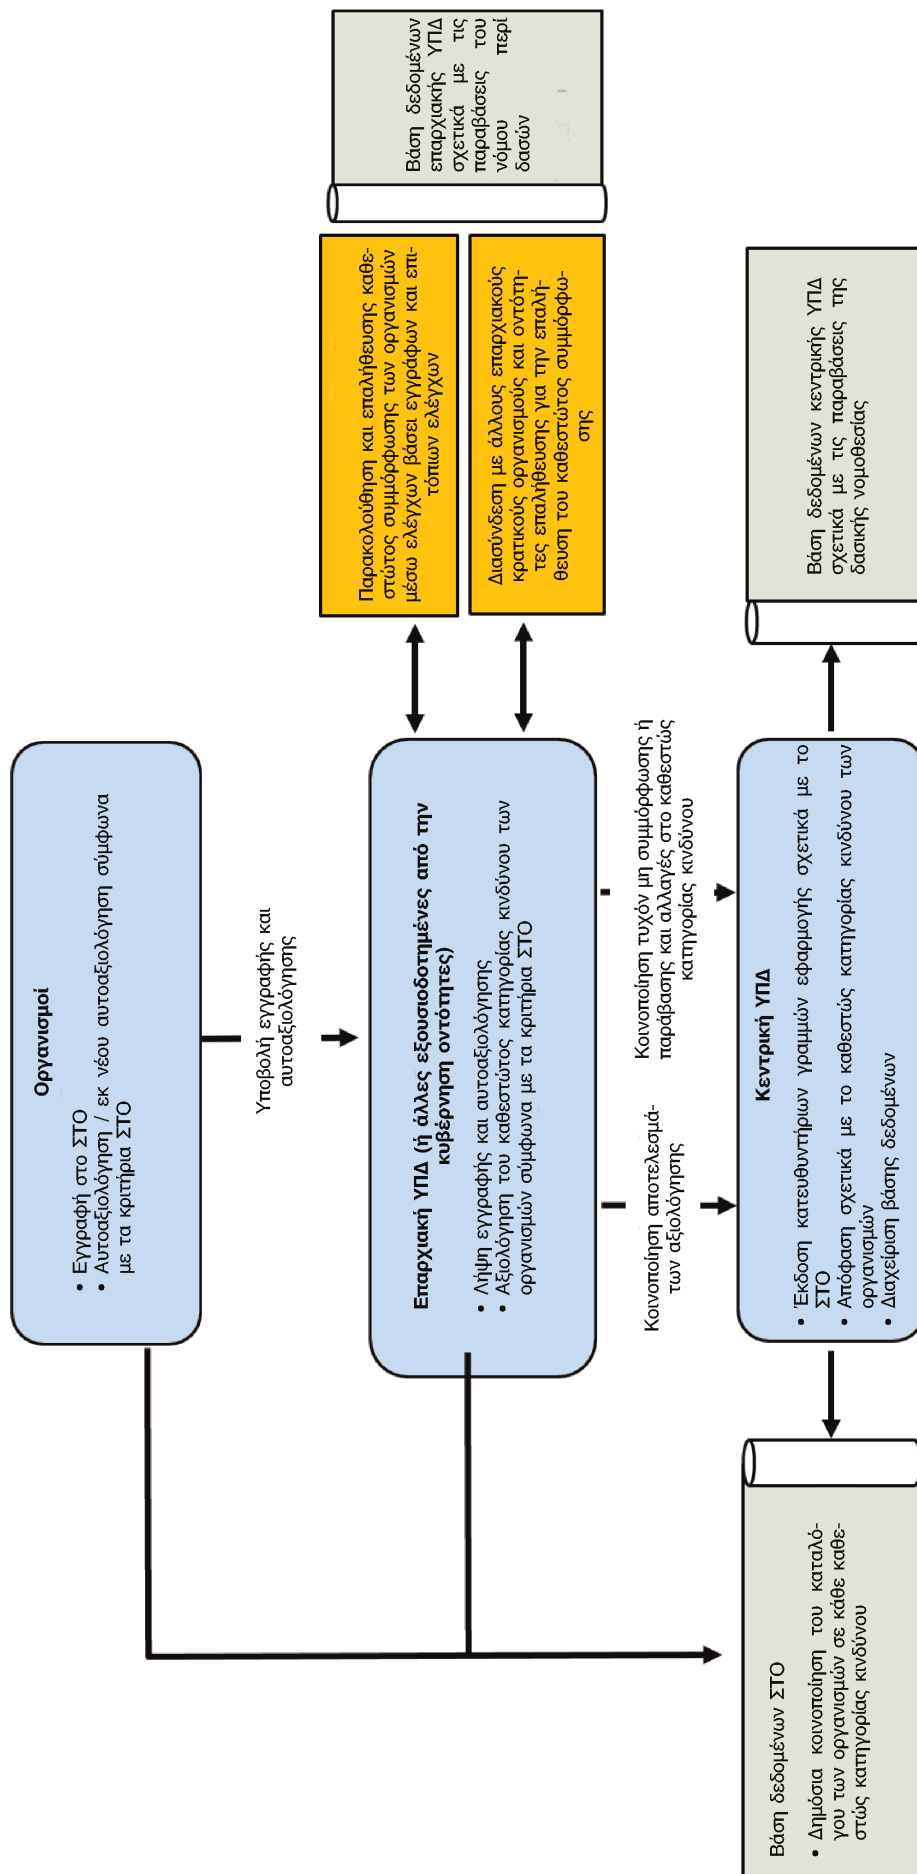 Οργανισμοί
• Εγγραφή στο ΣΤΟ
• Αυτοαξιολόγηση / εκ νέου αυτοαξιολόγηση σύμφωνα
με τα κριτήρια ΣΤΟ
Υποβολή εγγραφής και
αυτοαξιολόγησης
Επαρχιακή ΥΠΔ (ή άλλες εξουσιοδοτημένες από την
κυβέρνηση οντότητες)
• Λήψη εγγραφής και αυτοαξιολόγησης
• Αξιολόγηση του καθεστώτος κατηγορίας κινδύνου των
οργανισμών σύμφωνα με τα κριτήρια ΣΤΟ
Παρακολούθηση και επαλήθευσης καθε-
στώτος συμμόρφωσης των οργανισμών
μέσω ελέγχων βάσει εγγράφων και επι-
τόπιων ελέγχων
Διασύνδεση με άλλους επαρχιακούς
κρατικούς οργανισμούς και οντότη-
τες επαλήθευσης για την επαλή-
θευση του καθεστώτος συμμόρφω-
σης
Βάση δεδομένων
επαρχιακής ΥΠΔ
σχετικά με τις
παραβάσεις του
νόμου περί
δασών
Κοινοποίηση αποτελεσμά-
των αξιολόγησης
Κοινοποίηση τυχόν μη συμμόρφωσης ή
παράβασης και αλλαγές στο καθεστώς
κατηγορίας κινδύνου
Βάση δεδομένων ΣΤΟ
• Δημόσια κοινοποίηση του καταλό-
γου των οργανισμών σε κάθε καθε-
στώς κατηγορίας κινδύνου
Κεντρική ΥΠΔ
• Έκδοση κατευθυντήριων γραμμών εφαρμογής σχετικά με το
ΣΤΟ
• Απόφαση σχετικά με το καθεστώς κατηγορίας κινδύνου των
οργανισμών
• Διαχείριση βάσης δεδομένων
Βάση δεδομένων κεντρικής ΥΠΔ
σχετικά με τις παραβάσεις της
δασικής νομοθεσίας